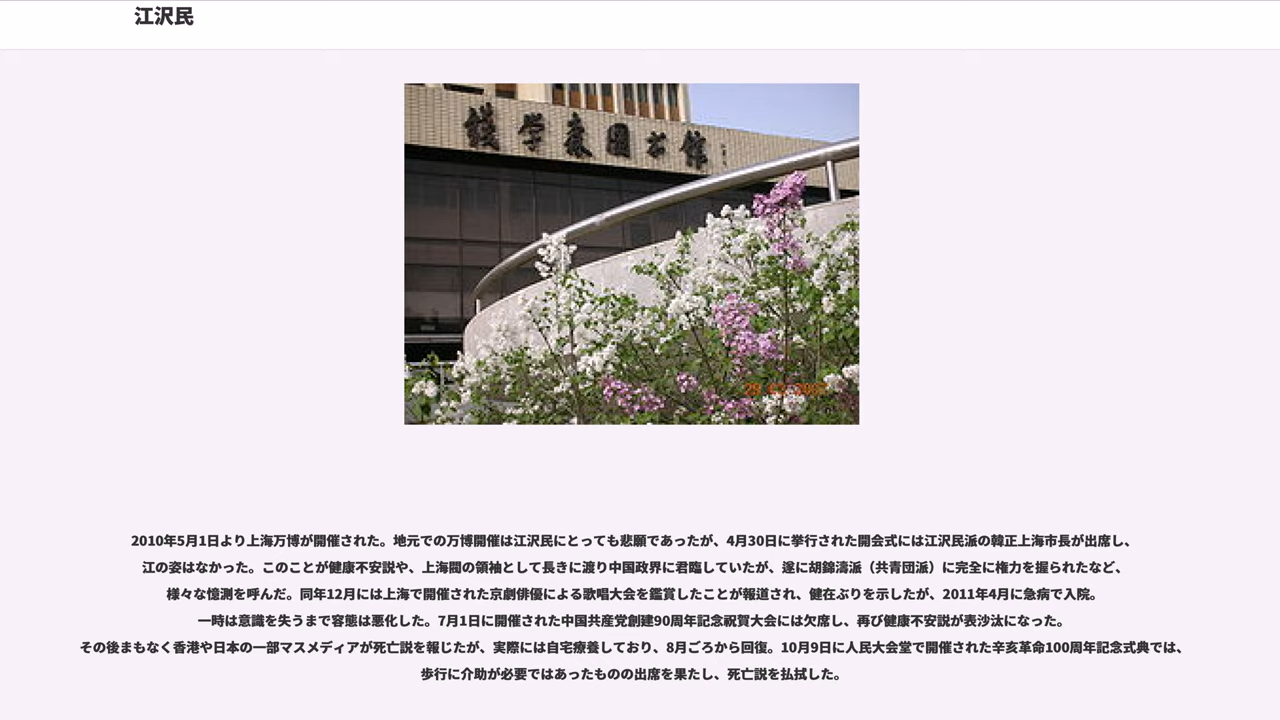 江沢民
钱学森图书馆
2010年5月1日より上海万博が開催された。地元での万博開催は江沢民にとっても悲願であったが、4月30日に挙行された開会式には江沢民派の韓正上海市長が出席し、
江の姿はなかった。このことが健康不安説や、上海閥の領袖として長きに渡り中国政界に君臨していたが、遂に胡錦濤派（共青団派）に完全に権力を握られたなど、
様々な憶測を呼んだ。同年12月には上海で開催された京劇俳優による歌唱大会を鑑賞したことが報道され、健在ぶりを示したが、2011年4月に急病で入院。
一時は意識を失うまで容態は悪化した。7月1日に開催された中国共産党創建90周年記念祝賀大会には欠席し、再び健康不安説が表沙汰になった。
その後まもなく香港や日本の一部マスメディアが死亡説を報じたが、実際には自宅療養しており、8月ごろから回復。10月9日に人民大会堂で開催された辛亥革命100周年記念式典では、
歩行に介助が必要ではあったものの出席を果たし、死亡説を払拭した。